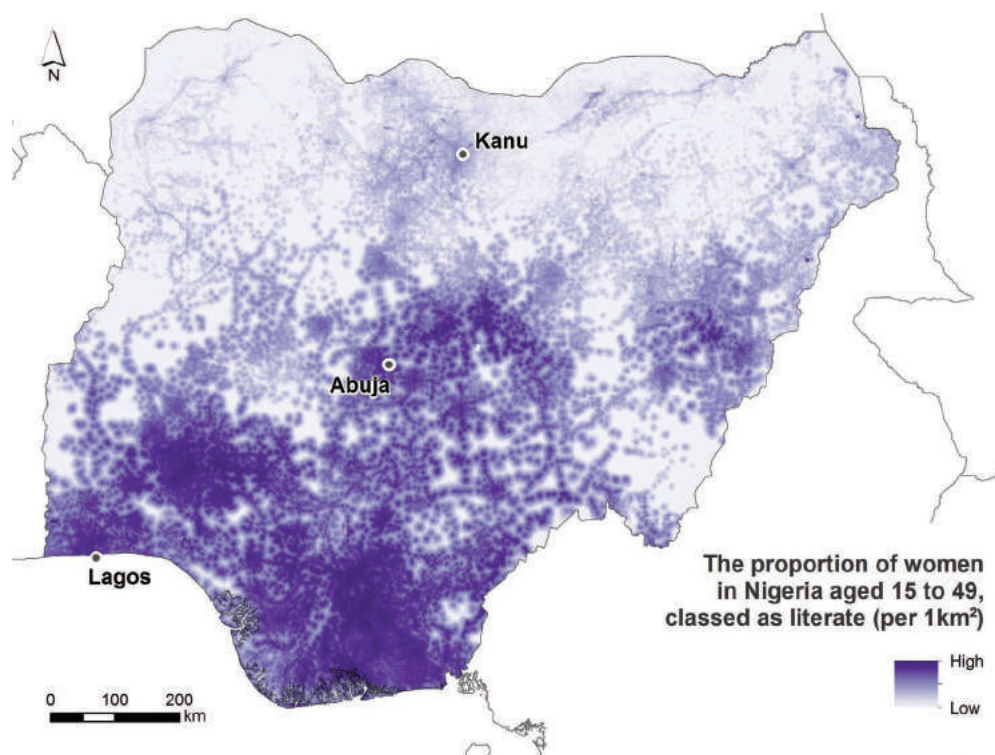 N
Kanu
Abuja
Lagos
The proportion of women
in Nigeria aged 15 to 49,
classed as literate (per 1km²)
High
Low
0 100 200
km